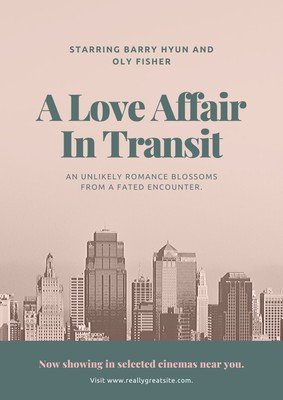 STARRING BARRY HYUN AND
OLY FISHER
A Love Affair
In Transit
AN UNLIKELY ROMANCE BLOSSOMS
FROM A FATED ENCOUNTER.
Now showing in selected cinemas near you.
Visit www.reallygreatsite.com.